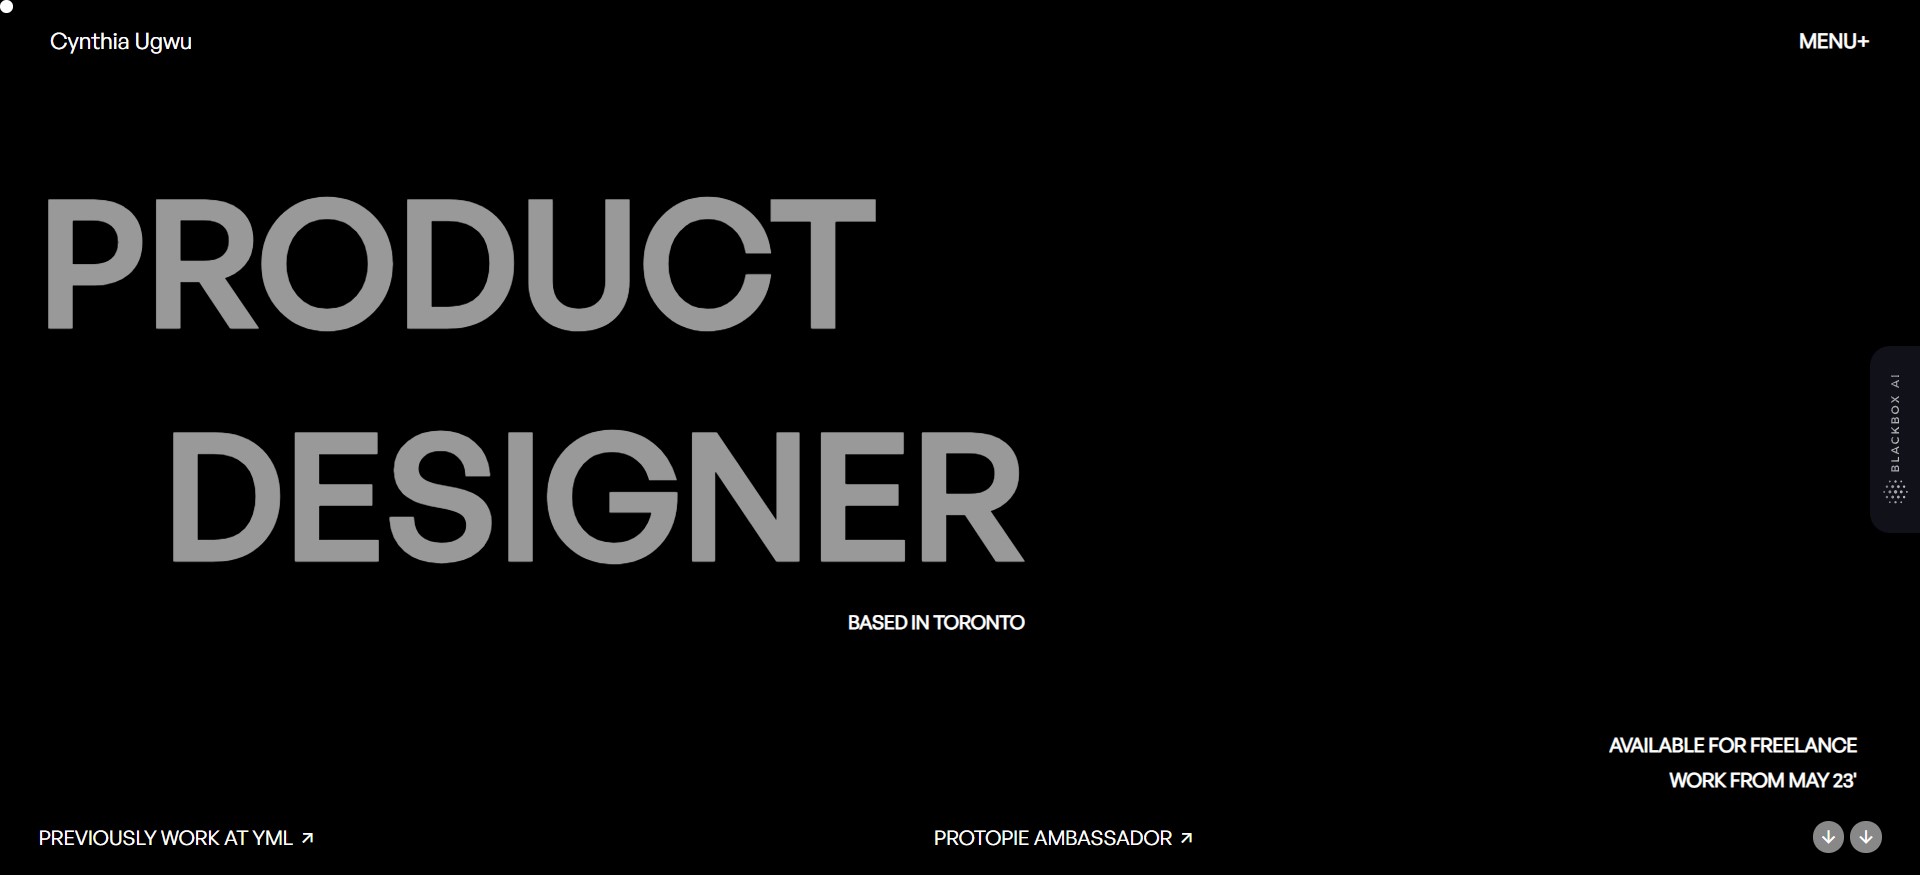 Cynthia Ugwu
MENU+
PRODUCT
DESIGNER
BLACKBOX AI
BASED IN TORONTO
AVAILABLE FOR FREELANCE
WORK FROM MAY 23'
PREVIOUSLY WORK AT YML
PROTOPIE AMBASSADOR